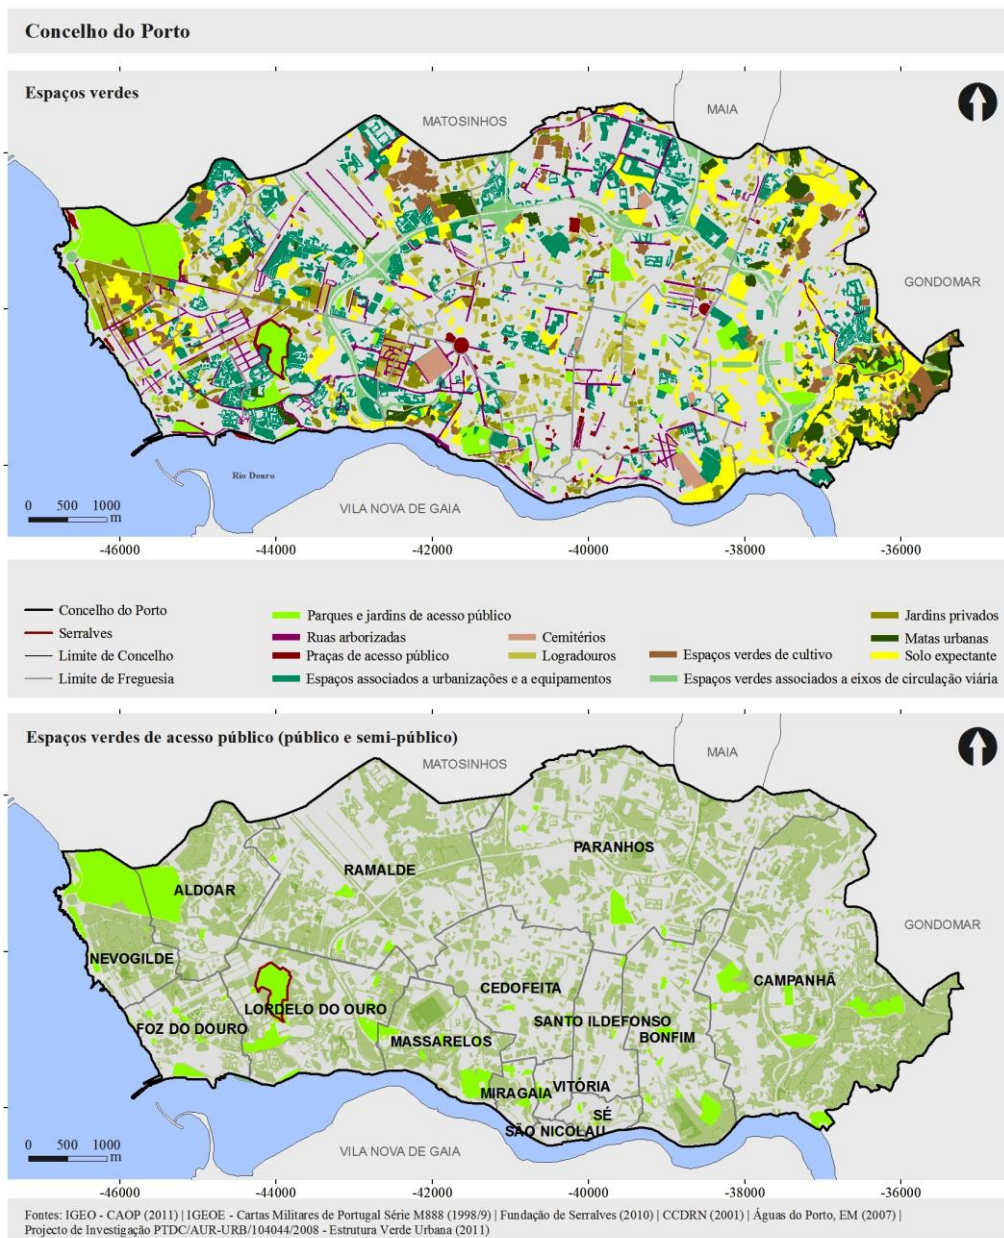 Concelho do Porto
Espaços verdes
MATOSINHOS
MAIA
GONDOMAR
Rio Douro
VILA NOVA DE GAIA
0 500 1000
m
-46000 -44000 -42000 -40000 -38000 -36000
Concelho do Porto
Serralves
Limite de Concelho
Limite de Freguesia
Parques e jardins de acesso público
Ruas arborizadas
Praças de acesso público
Espaços associados a urbanizações e a equipamentos
Cemitérios
Logradouros
Espaços verdes de cultivo
Espaços verdes associados a eixos de circulação viária
Jardins privados
Matas urbanas
Solo expectante
Espaços verdes de acesso público (público e semi-público)
MATOSINHOS
MAIA
PARANHOS
RAMALDE
ALDOAR
GONDOMAR
NEVOGILDE
CAMPANHÃ
CEDOFEITA
LORDELO DO OURO
SANTO ILDEFONSO
FOZ DO DOURO
BONFIM
MASSARELOS
VITÓRIA
MIRAGAIA
SÉ
SÃO NICOLAU
VILA NOVA DE GAIA
0 500 1000
m
-46000 -44000 -42000 -40000 -38000 -36000
Fontes: IGEO - CAOP (2011) | IGEOE - Cartas Militares de Portugal Série M888 (1998/9) | Fundação de Serralves (2010) | CCDRN (2001) | Águas do Porto, EM (2007) |
Projecto de Investigação PTDC/AUR-URB/104044/2008 - Estrutura Verde Urbana (2011)